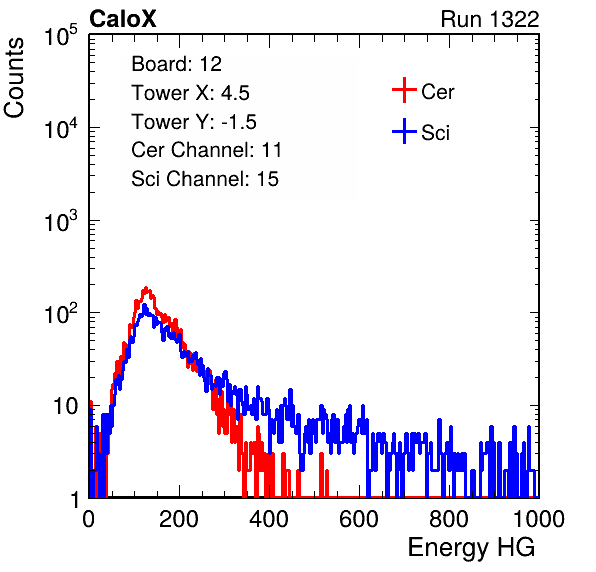 CaloX Run 1322
Counts
10^5
10^4
10^3
10^2
10
1
Board: 12
Tower X: 4.5
Tower Y: -1.5
Cer Channel: 11
Sci Channel: 15
Cer
Sci
0 200 400 600 800 1000
Energy HG